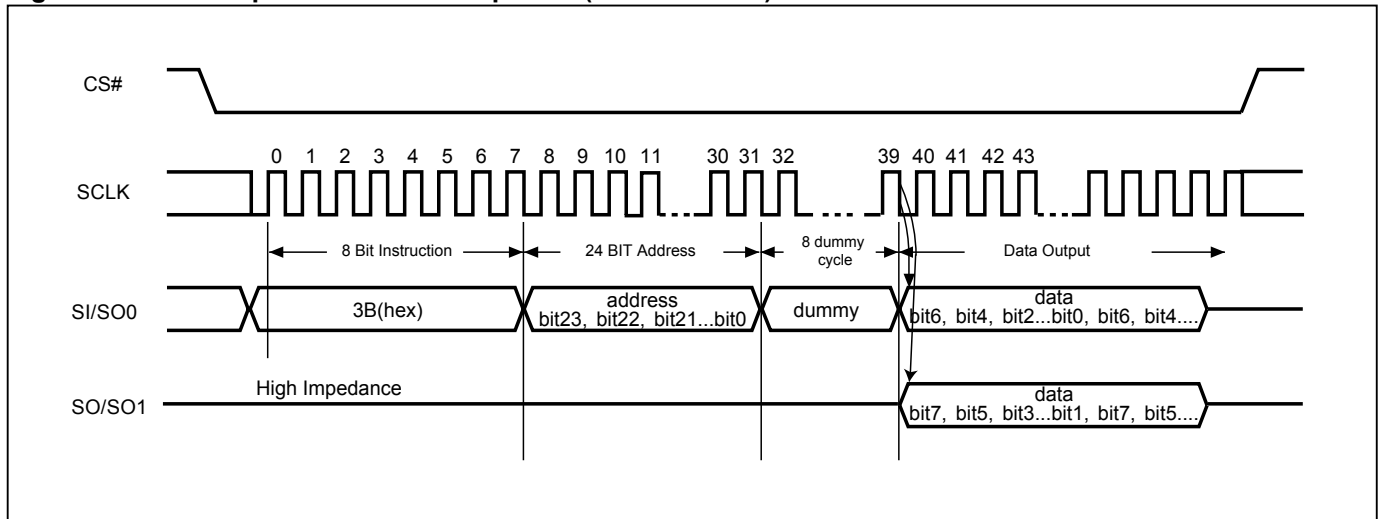 CS#
0 1 2 3 4 5 6 7 8 9 10 11 30 31 32 39 40 41 42 43
SCLK
8 Bit Instruction
24 BIT Address
8 dummy
cycle
Data Output
SI/SO0
3B(hex)
address
bit23, bit22, bit21...bit0
dummy
data
bit6, bit4, bit2...bit0, bit6, bit4....
High Impedance
SO/SO1
data
bit7, bit5, bit3...bit1, bit7, bit5....